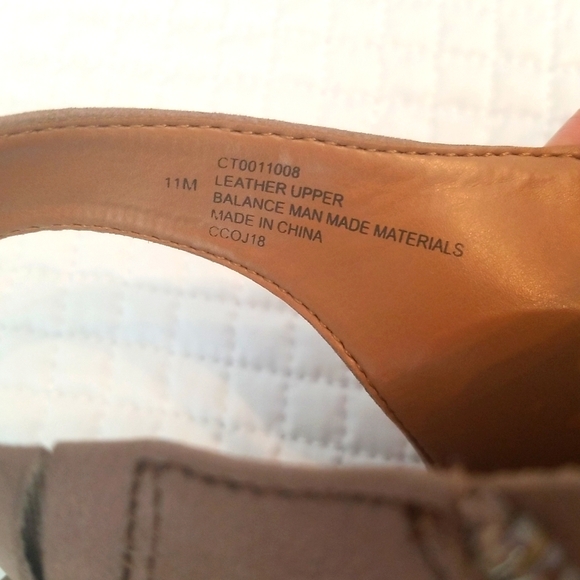 CT0011008
11M LEATHER UPPER
BALANCE MAN MADE MATERIALS
MADE IN CHINA
CCOJ18